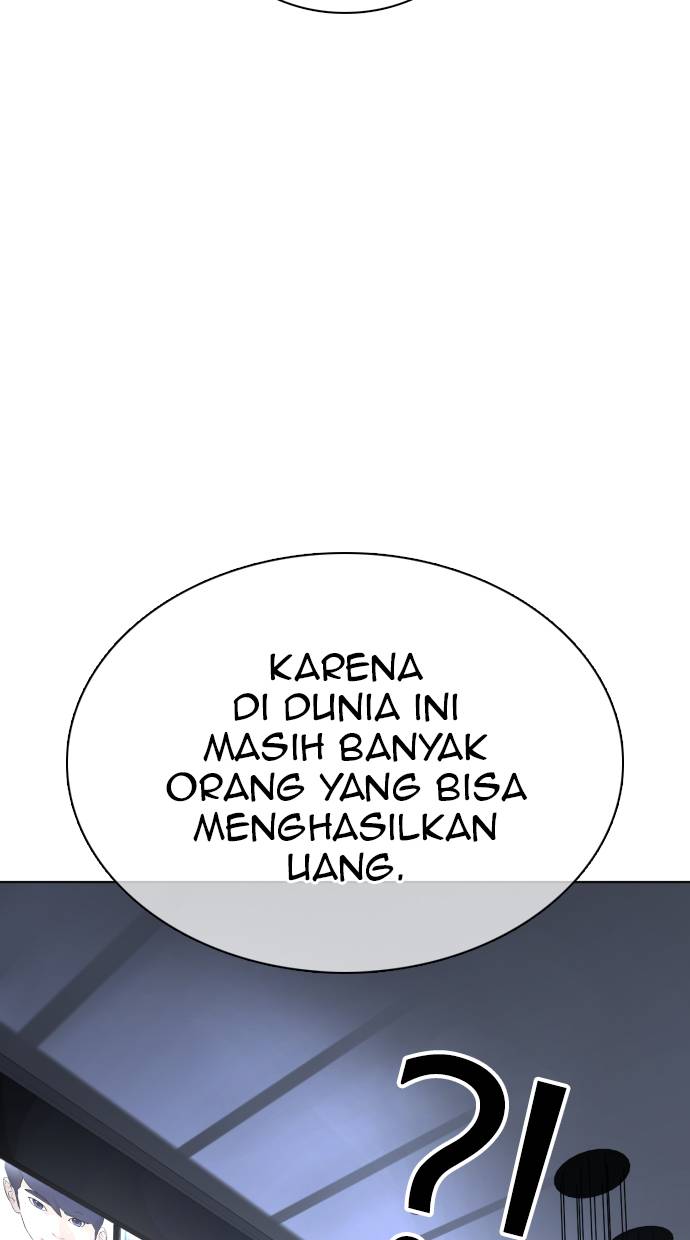 KARENA
DI DUNIA INI
MASIH BANYAK
ORANG YANG BISA
MENGHASILKAN
UANG.
?!